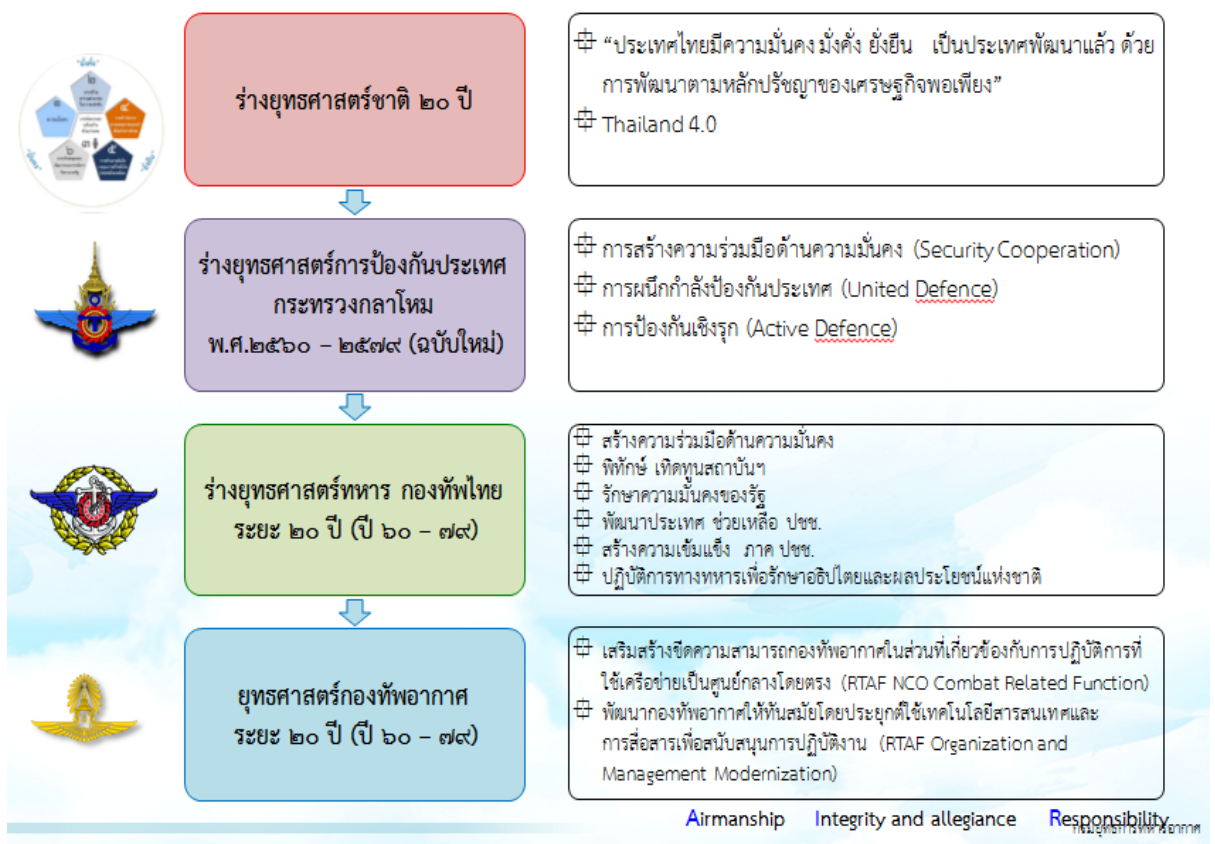 ร่างยุทธศาสตร์ชาติ ๒๐ ปี
“ประเทศไทยมีความมั่นคง มั่งคั่ง ยั่งยืน เป็นประเทศพัฒนาแล้ว ด้วย
การพัฒนาตามหลักปรัชญาของเศรษฐกิจพอเพียง”
Thailand 4.0
ร่างยุทธศาสตร์การป้องกันประเทศ
กระทรวงกลาโหม
พ.ศ.๒๕๖๐ – ๒๕๗๙ (ฉบับใหม่)
การสร้างความร่วมมือด้านความมั่นคง (Security Cooperation)
การผนึกกำลังป้องกันประเทศ (United Defence)
การป้องกันเชิงรุก (Active Defence)
ร่างยุทธศาสตร์ทหาร กองทัพไทย
ระยะ ๒๐ ปี (ปี ๖๐ – ๗๙)
สร้างความร่วมมือด้านความมั่นคง
พิทักษ์ เทิดทูนสถาบันฯ
รักษาความมั่นคงของรัฐ
พัฒนาประเทศ ช่วยเหลือ ปชช.
สร้างความเข้มแข็ง ภาค ปชช.
ปฏิบัติการทางทหารเพื่อรักษาอธิปไตยและผลประโยชน์แห่งชาติ
ยุทธศาสตร์กองทัพอากาศ
ระยะ ๒๐ ปี (ปี ๖๐ – ๗๙)
เสริมสร้างขีดความสามารถกองทัพอากาศในส่วนที่เกี่ยวข้องกับการปฏิบัติการที่
ใช้เครือข่ายเป็นศูนย์กลางโดยตรง (RTAF NCO Combat Related Function)
พัฒนากองทัพอากาศให้ทันสมัยโดยประยุกต์ใช้เทคโนโลยีสารสนเทศและ
การสื่อสารเพื่อสนับสนุนการปฏิบัติงาน (RTAF Organization and
Management Modernization)
Airmanship Integrity and allegiance Responsibility
กรมยุทธการทหารอากาศ